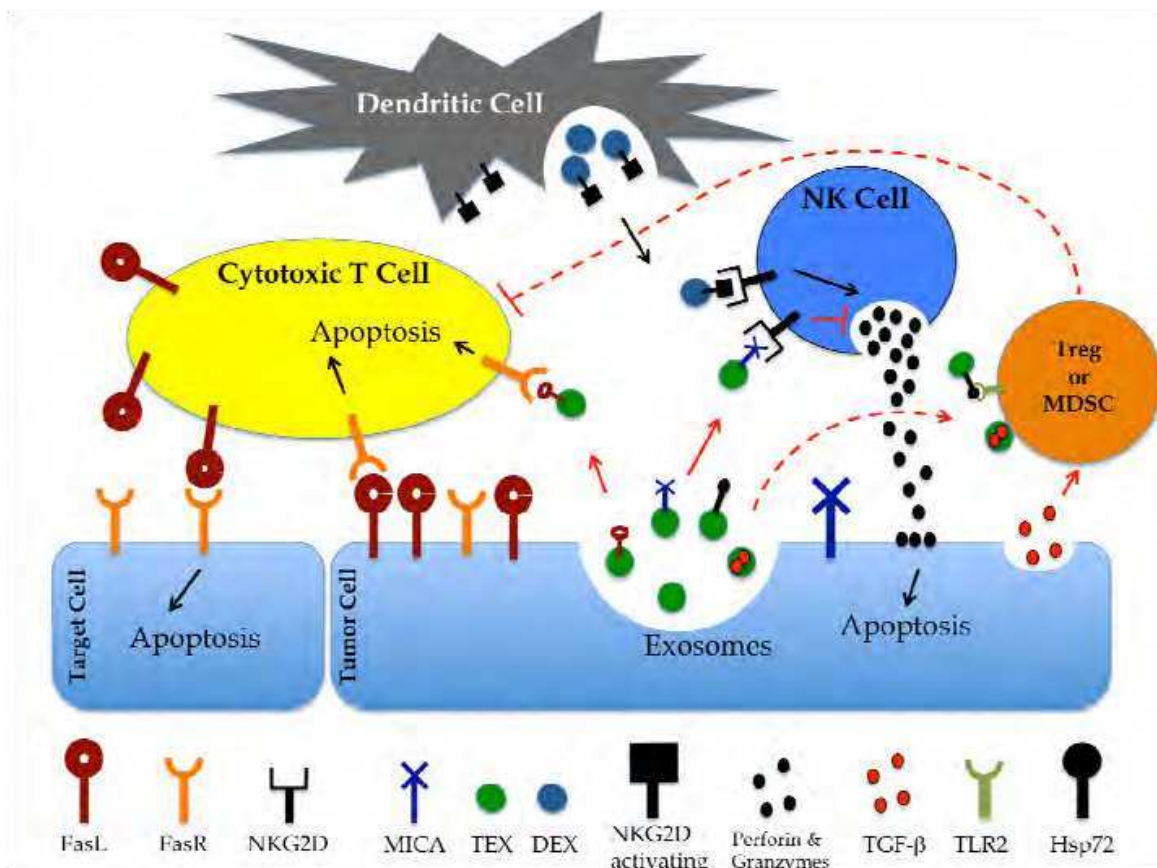 Dendritic Cell
NK Cell
Cytotoxic T Cell
Apoptosis
Treg
or
MDSC
Target Cell
Apoptosis
Tumor Cell
Exosomes
Apoptosis
FasL
FasR
NKG2D
MICA
TEX
DEX
NKG2D
activating
Perforin &
Granzymes
TGF-β
TLR2
Hsp72